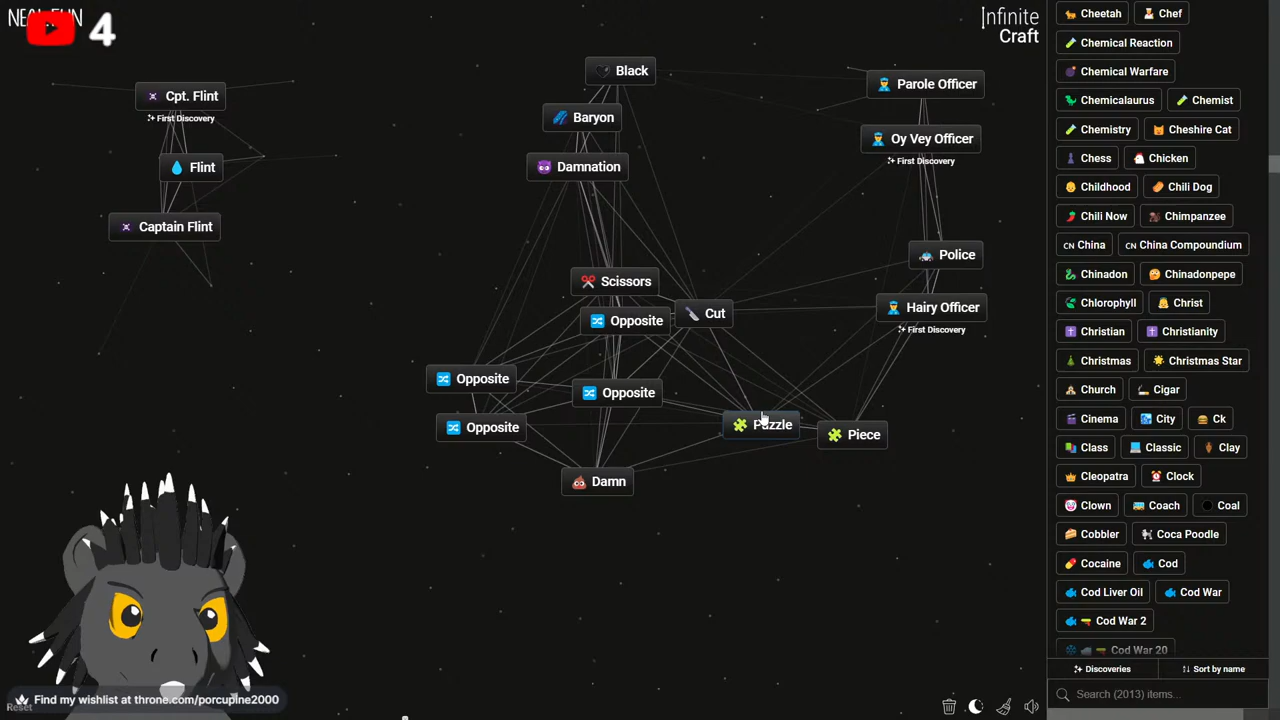 NEAL.FUN
4
Infinite
Craft
Cpt. Flint
First Discovery
Flint
Captain Flint
Black
Baryon
Damnation
Scissors
Opposite
Cut
Opposite
Opposite
Opposite
Damn
Puzzle
Piece
Parole Officer
Oy Vey Officer
First Discovery
Police
Hairy Officer
First Discovery
Cheetah Chef
Chemical Reaction
Chemical Warfare
Chemicalaurus Chemist
Chemistry Cheshire Cat
Chess Chicken
Childhood Chili Dog
Chili Now Chimpanzee
CN China CN China Compoundium
Chinadon Chinadonpepe
Chlorophyll Christ
Christian Christianity
Christmas Christmas Star
Church Cigar
Cinema City Ck
Class Classic Clay
Cleopatra Clock
Clown Coach Coal
Cobbler Coca Poodle
Cocaine Cod
Cod Liver Oil Cod War
Cod War 2
Cod War 20
Discoveries Sort by name
Search (2013) items...
Find my wishlist at throne.com/porcupine2000
Reset